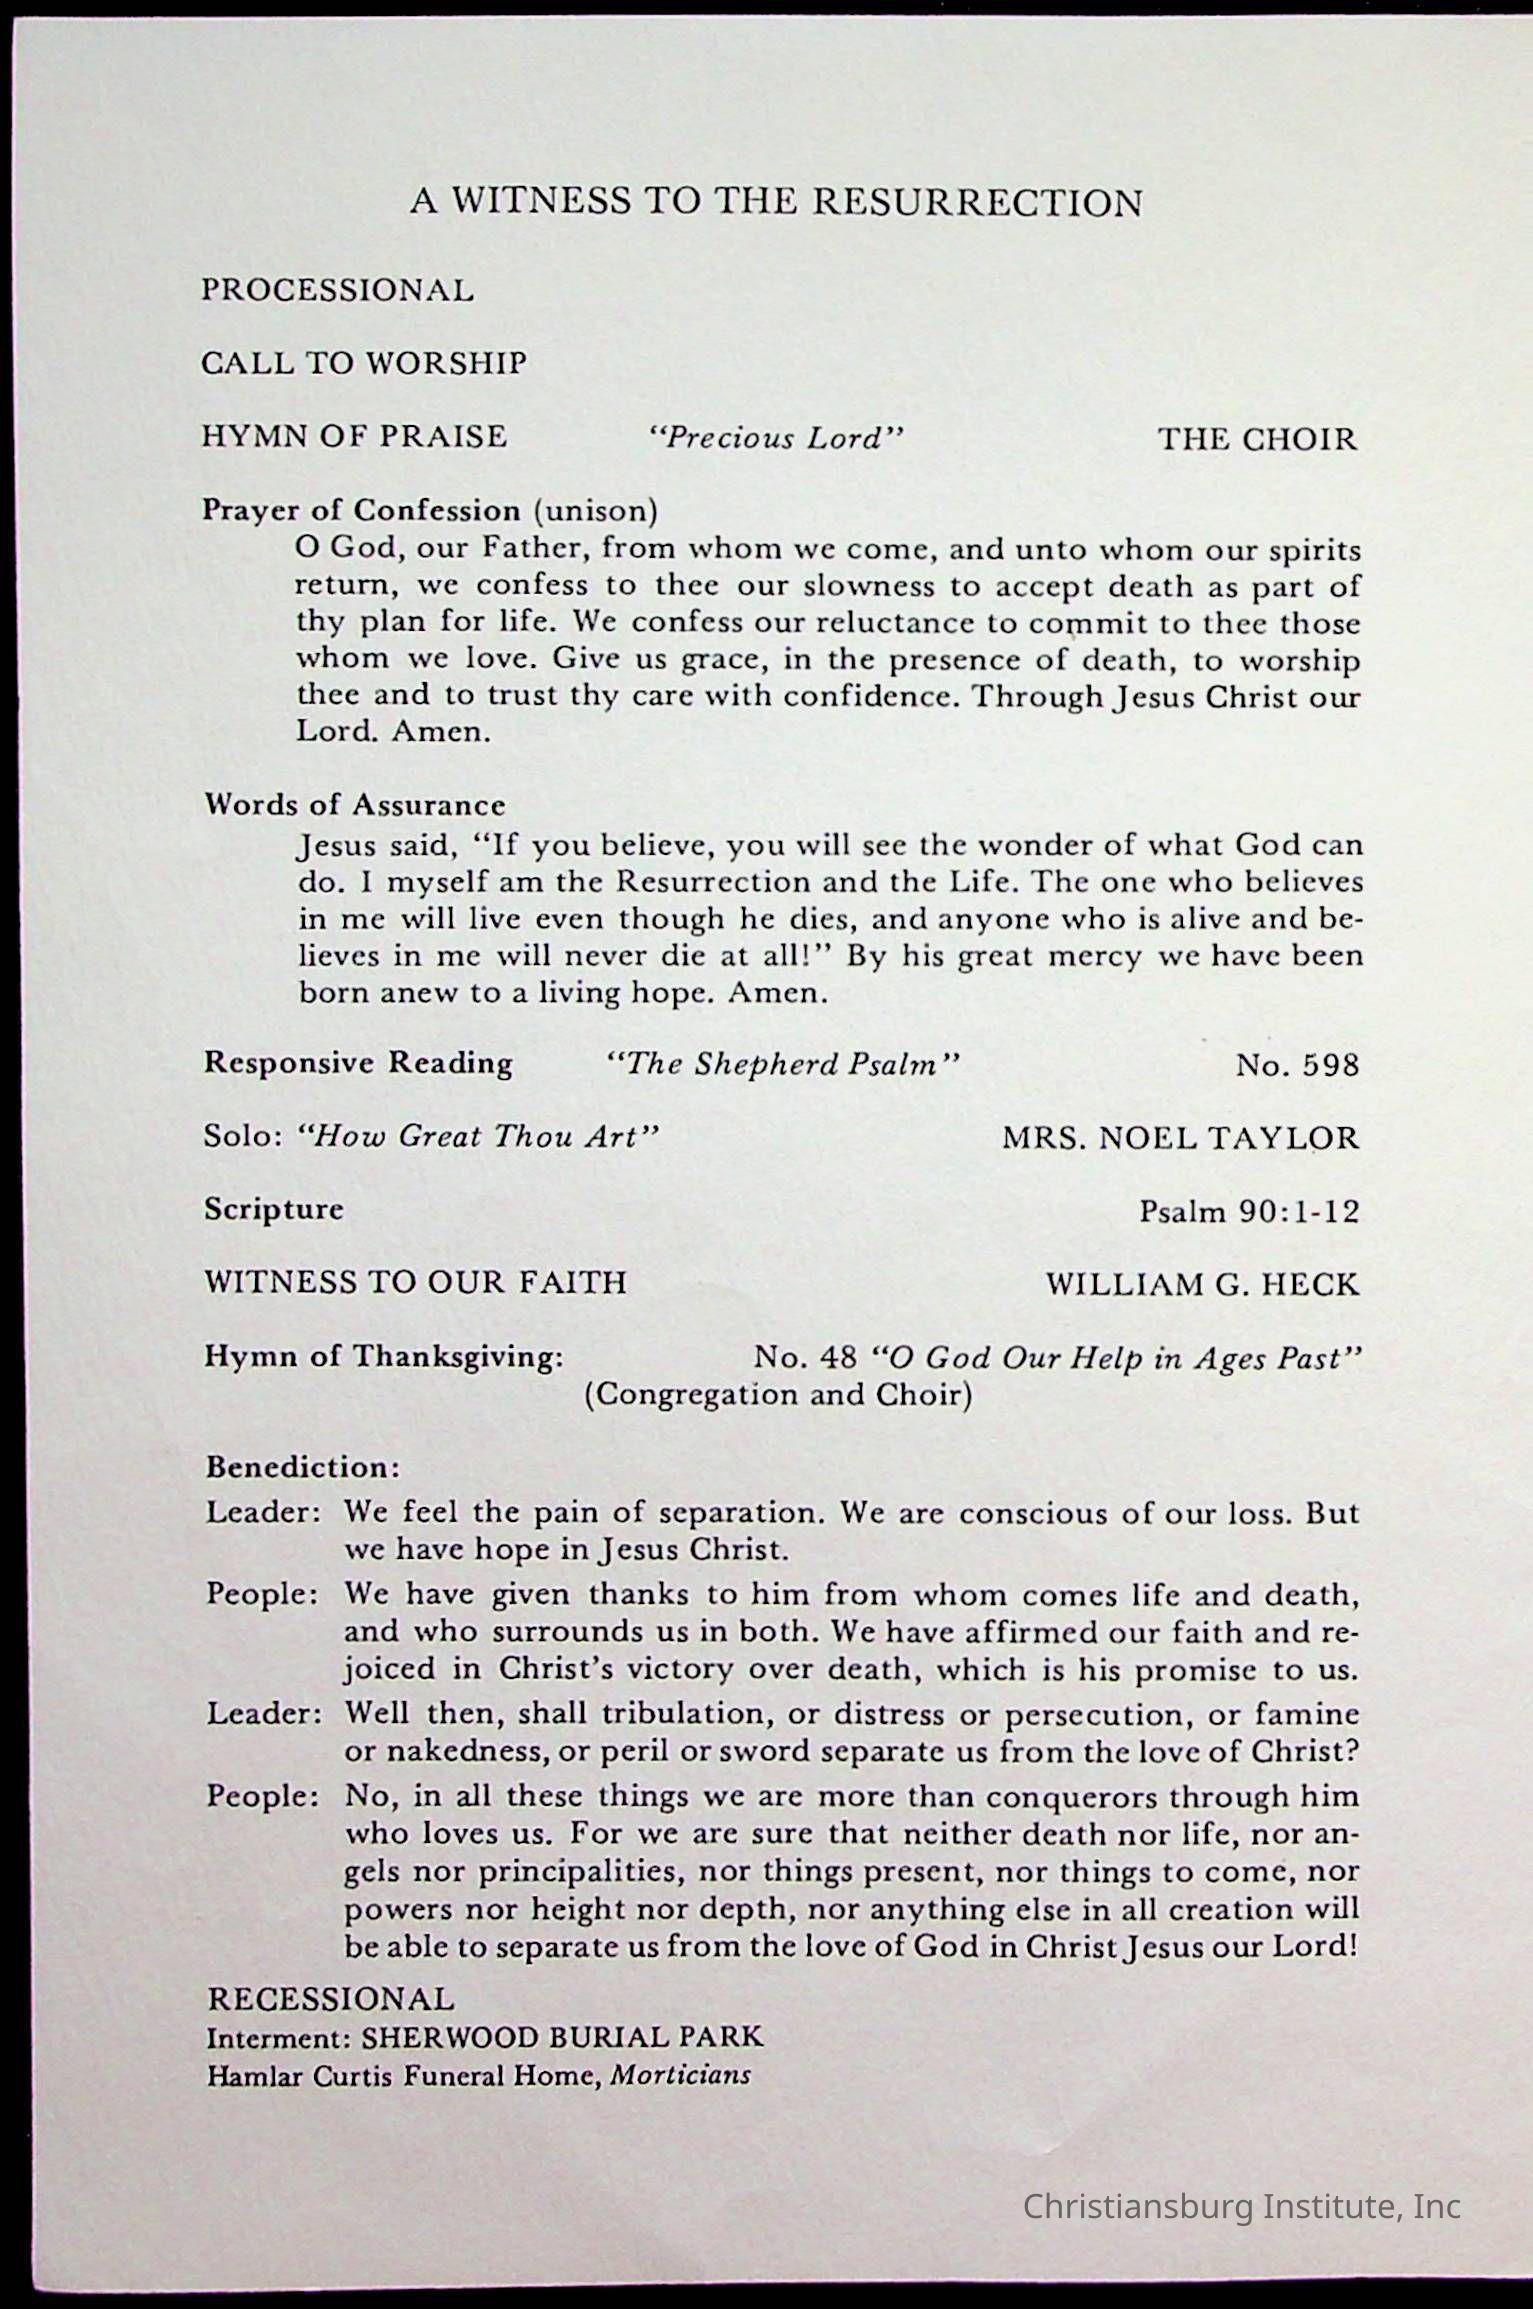 A WITNESS TO THE RESURRECTION
PROCESSIONAL
CALL TO WORSHIP
HYMN OF PRAISE "Precious Lord" THE CHOIR
Prayer of Confession (unison)
O God, our Father, from whom we come, and unto whom our spirits
return, we confess to thee our slowness to accept death as part of
thy plan for life. We confess our reluctance to commit to thee those
whom we love. Give us grace, in the presence of death, to worship
thee and to trust thy care with confidence. Through Jesus Christ our
Lord. Amen.
Words of Assurance
Jesus said, "If you believe, you will see the wonder of what God can
do. I myself am the Resurrection and the Life. The one who believes
in me will live even though he dies, and anyone who is alive and be-
lieves in me will never die at all!" By his great mercy we have been
born anew to a living hope. Amen.
Responsive Reading "The Shepherd Psalm" No. 598
Solo: "How Great Thou Art" MRS. NOEL TAYLOR
Scripture Psalm 90:1-12
WITNESS TO OUR FAITH WILLIAM G. HECK
Hymn of Thanksgiving: No. 48 "O God Our Help in Ages Past"
(Congregation and Choir)
Benediction:
Leader: We feel the pain of separation. We are conscious of our loss. But
we have hope in Jesus Christ.
People: We have given thanks to him from whom comes life and death,
and who surrounds us in both. We have affirmed our faith and re-
joiced in Christ's victory over death, which is his promise to us.
Leader: Well then, shall tribulation, or distress or persecution, or famine
or nakedness, or peril or sword separate us from the love of Christ?
People: No, in all these things we are more than conquerors through him
who loves us. For we are sure that neither death nor life, nor an-
gels nor principalities, nor things present, nor things to come, nor
powers nor height nor depth, nor anything else in all creation will
be able to separate us from the love of God in Christ Jesus our Lord!
RECESSIONAL
Interment: SHERWOOD BURIAL PARK
Hamlar Curtis Funeral Home, Morticians
Christiansburg Institute, Inc